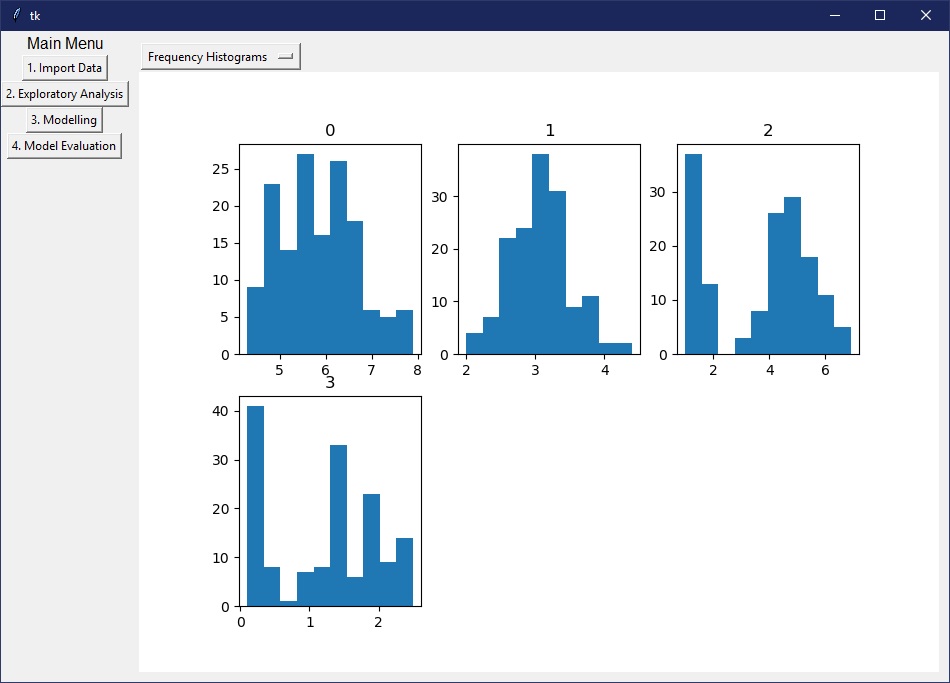 tk
Main Menu
1. Import Data
2. Exploratory Analysis
3. Modelling
4. Model Evaluation
Frequency Histograms
0
25
20
15
10
5
0
5 6 7 8
1
30
20
10
0
2 3 4
2
30
20
10
0
2 4 6
3
40
30
20
10
0
0 1 2